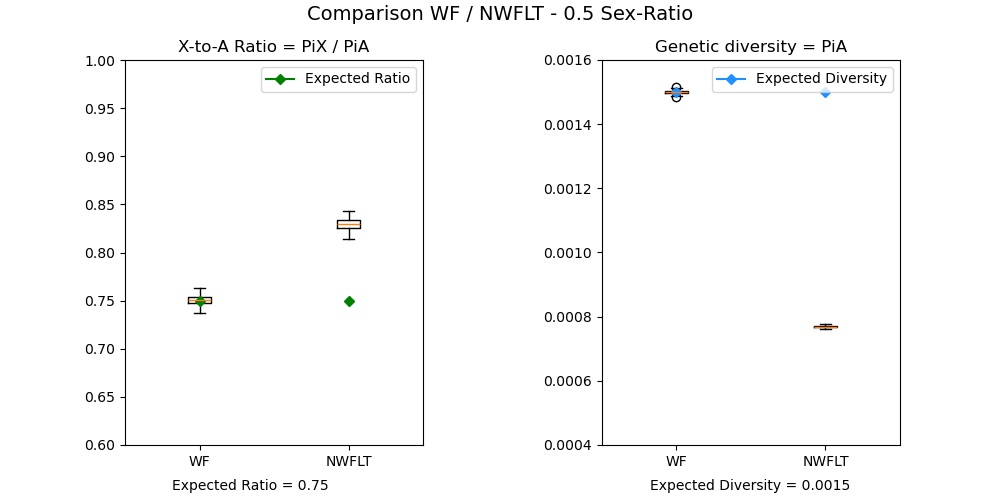 Comparison WF / NWFLT - 0.5 Sex-Ratio
X-to-A Ratio = PiX / PiA
1.00
0.95
0.90
0.85
0.80
0.75
0.70
0.65
0.60
Expected Ratio
WF
NWFLT
Expected Ratio = 0.75
Genetic diversity = PiA
0.0016
0.0014
0.0012
0.0010
0.0008
0.0006
0.0004
Expected Diversity
WF
NWFLT
Expected Diversity = 0.0015